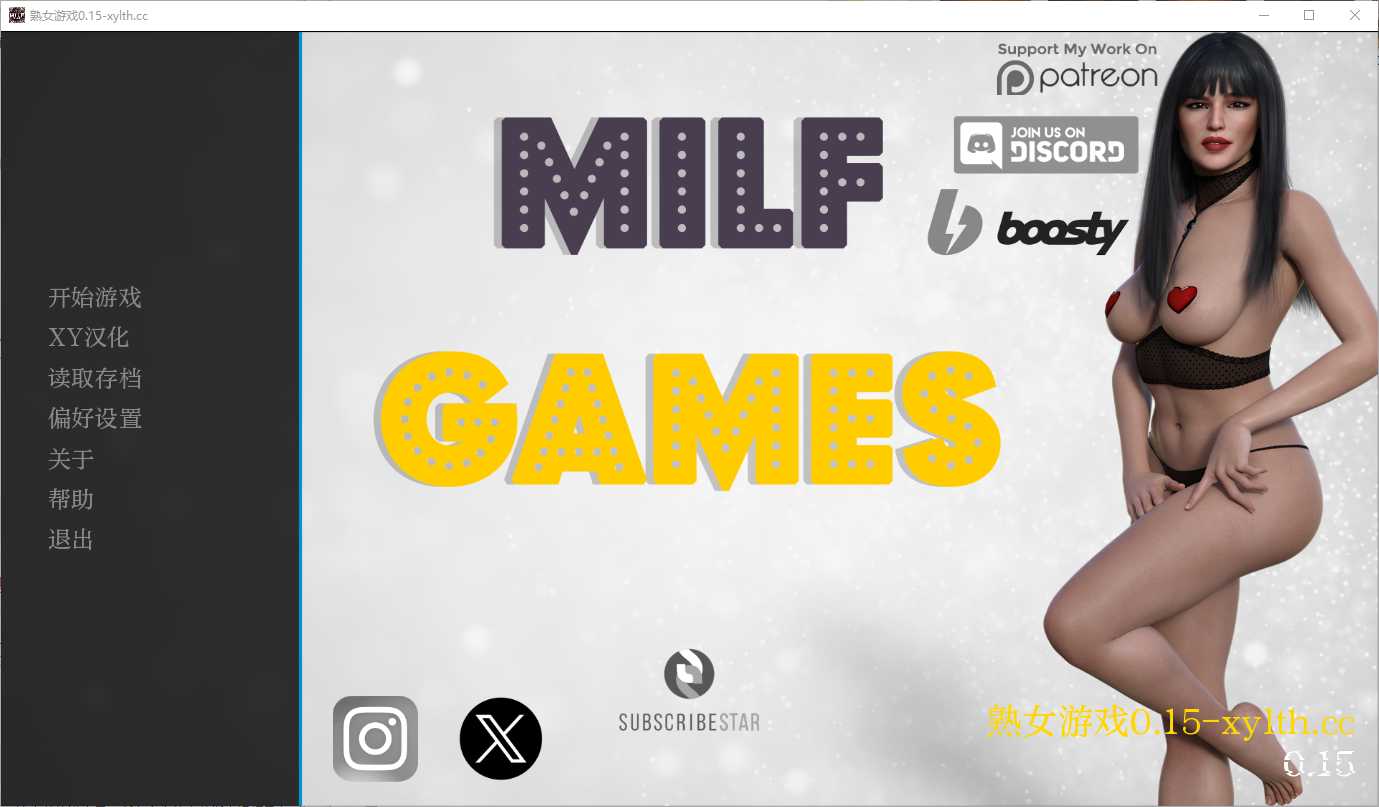 熟女游戏0.15-xylth.cc
开始游戏
XY汉化
读取存档
偏好设置
关于
帮助
退出
MILF
GAMES
Support My Work On
patreon
JOIN US ON
DISCORD
boosty
SUBSCRIBESTAR
熟女游戏0.15-xylth.cc
0.15